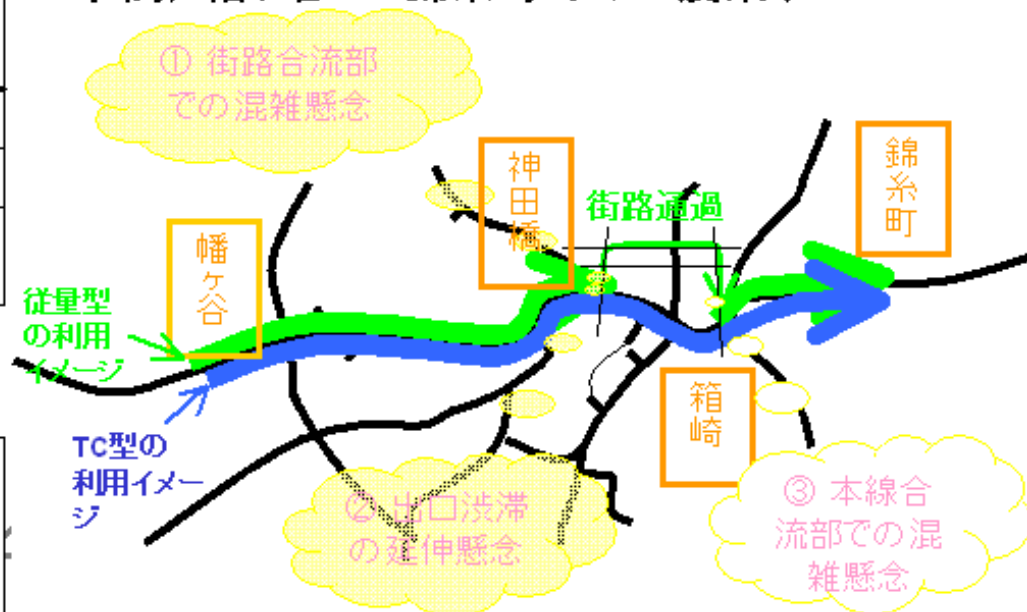 ① 街路合流部
での混雑懸念
神
田
橋
錦
糸
町
街路通過
幡
ヶ
谷
従量型
の利用
イメージ
箱
崎
TC型の
利用イメー
ジ
② 出口渋滞
の延伸懸念
③ 本線合
流部での混
雑懸念